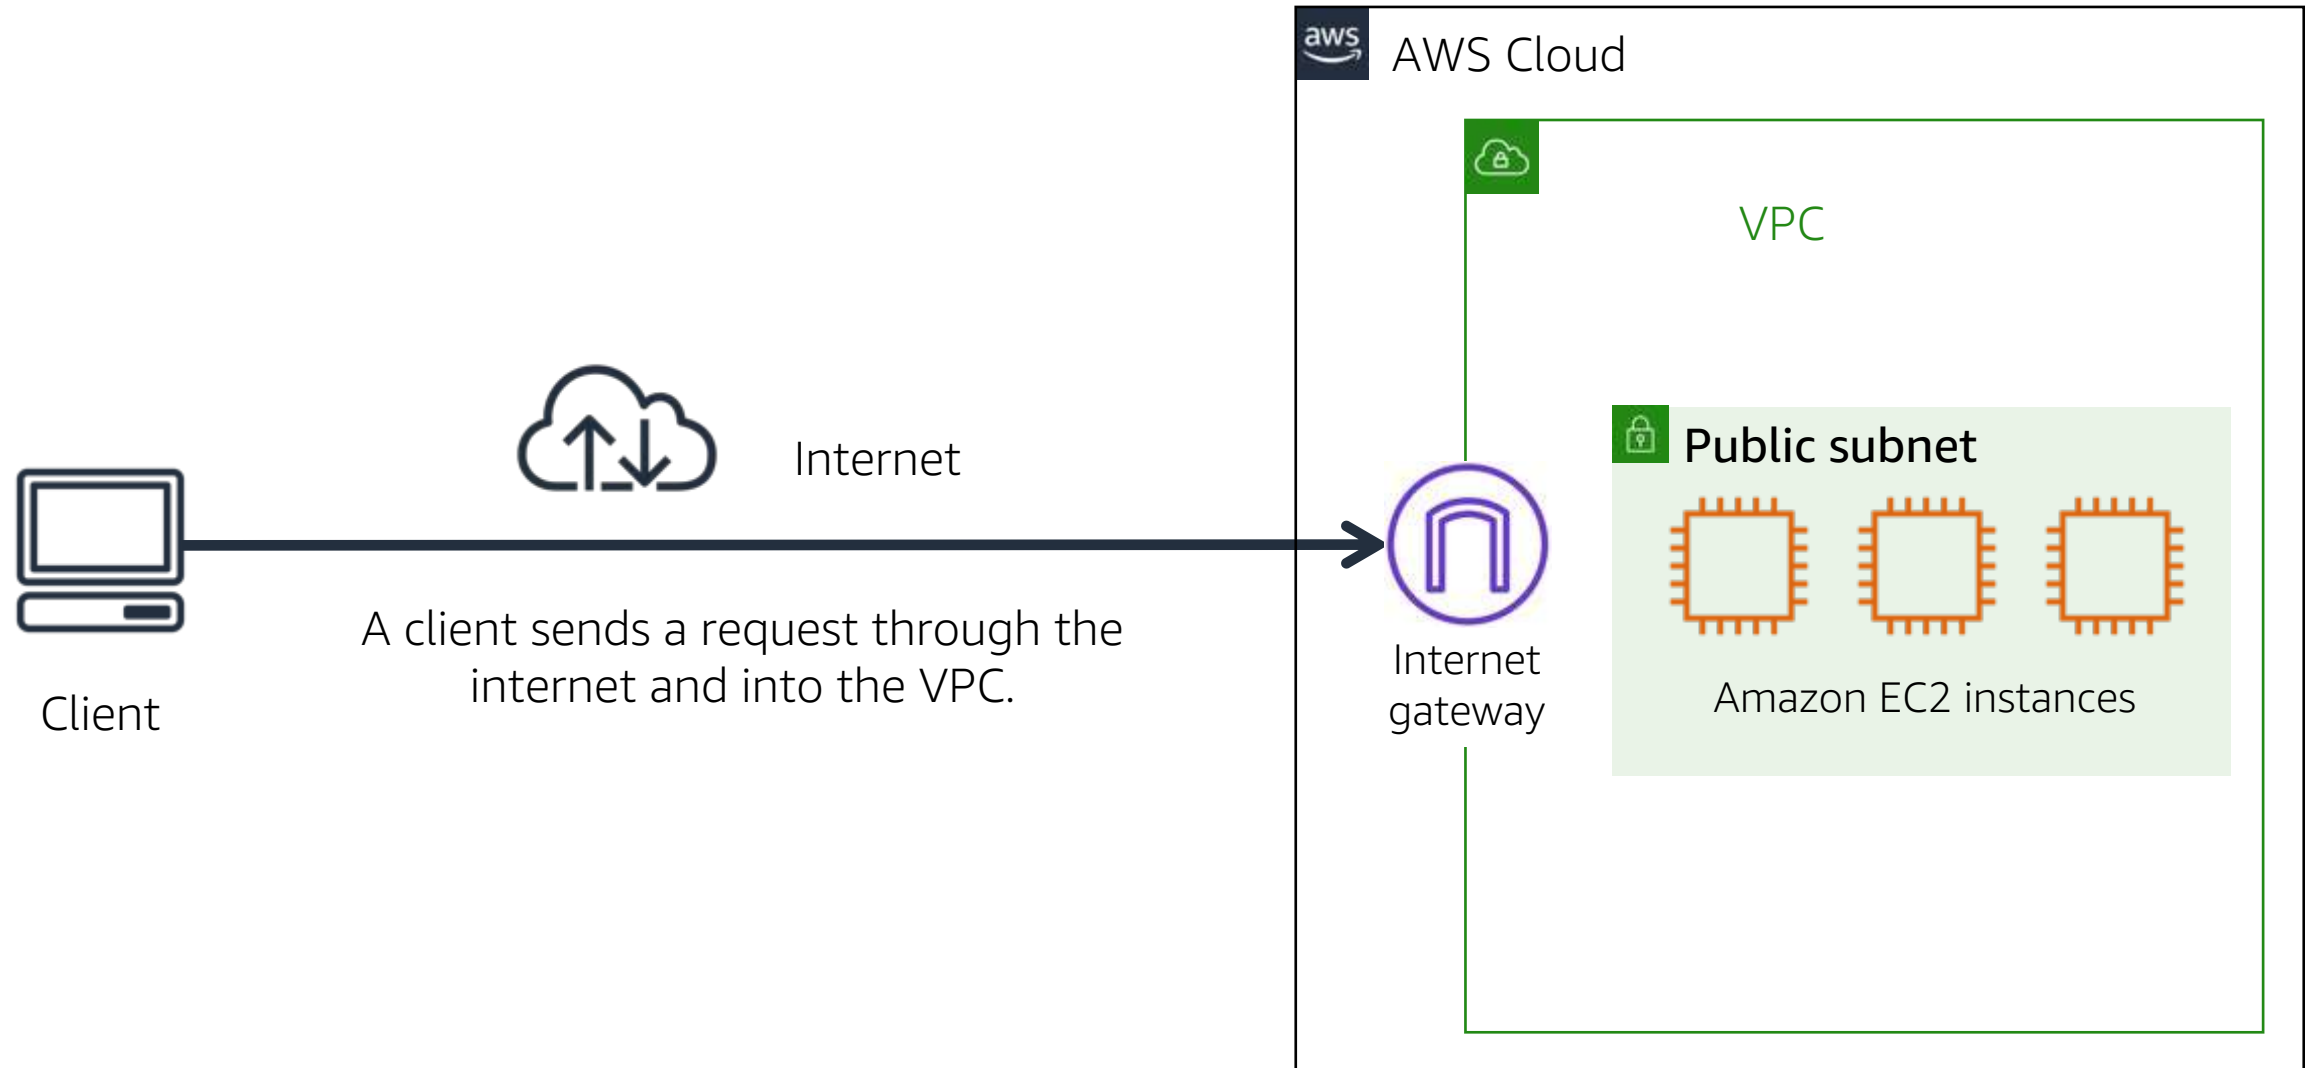 aws
AWS Cloud
VPC
Internet
Public subnet
A client sends a request through the
internet and into the VPC.
Client
Internet
gateway
Amazon EC2 instances